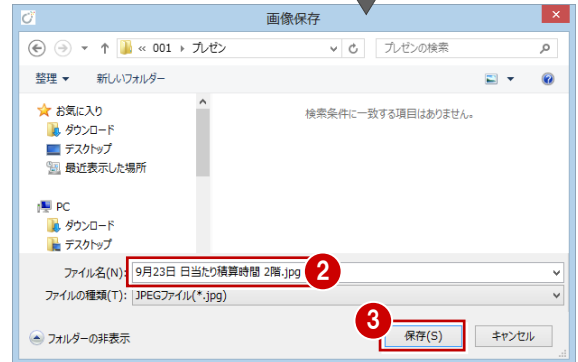 画像保存
« 001 ▸ プレゼン
プレゼンの検索
整理 ▼ 新しいフォルダー
お気に入り
ダウンロード
デスクトップ
最近表示した場所
検索条件に一致する項目はありません。
PC
ダウンロード
デスクトップ
ファイル名(N): 9月23日 日当たり積算時間 2階.jpg
2
ファイルの種類(T): JPEGファイル(*.jpg)
3
フォルダーの非表示
保存(S)
キャンセル